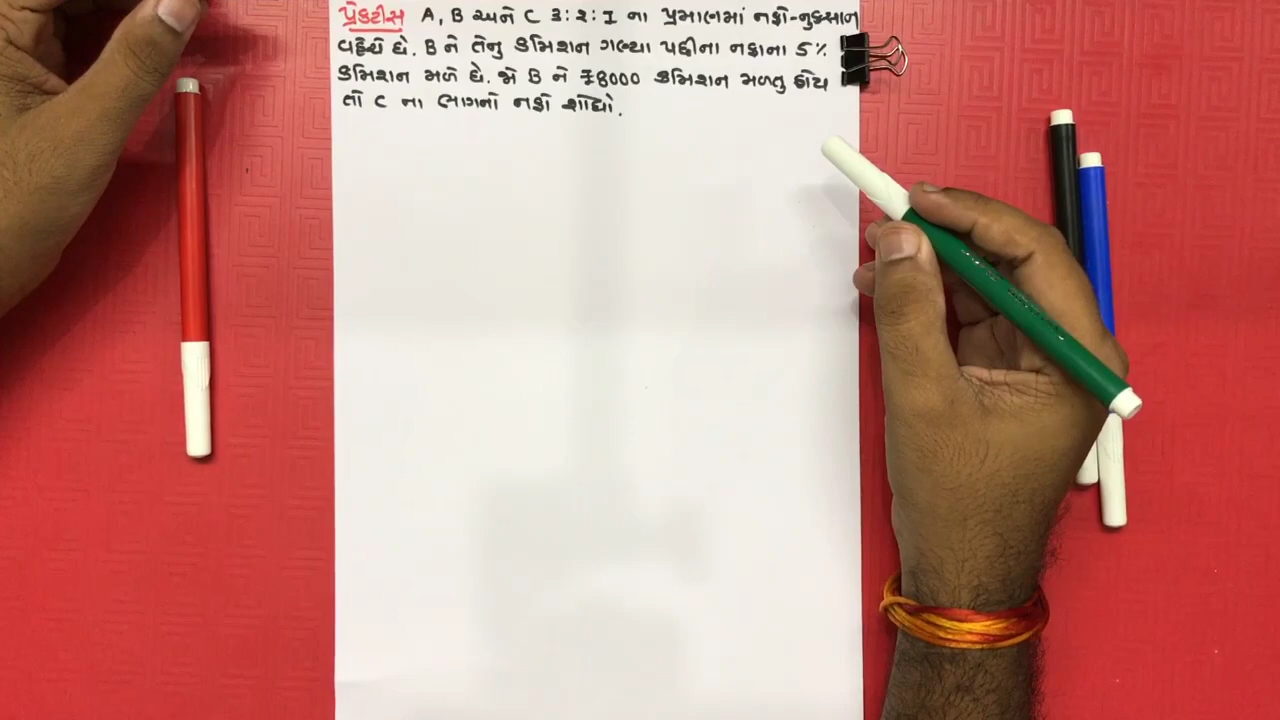 પ્રેક્ટીસ A, B અને C 3:2:1 ના પ્રમાણમાં નફો-નુકસાન
વહેંચે છે. B ને તેનુ કમિશન ગણ્યા પછીના નફાના 5%
કમિશન મળે છે. જો B ને ₹8000 કમિશન મળતુ હોય
તો C ના ભાગનો નફો શોધો.